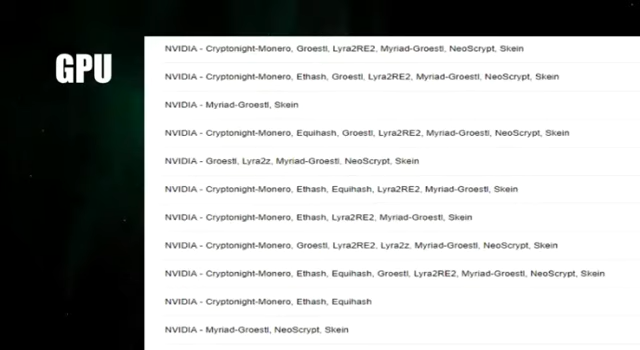 GPU
NVIDIA - Cryptonight-Monero, Groestl, Lyra2RE2, Myriad-Groestl, NeoScrypt, Skein
NVIDIA - Cryptonight-Monero, Ethash, Groestl, Lyra2RE2, Myriad-Groestl, NeoScrypt, Skein
NVIDIA - Myriad-Groestl, Skein
NVIDIA - Cryptonight-Monero, Equihash, Groestl, Lyra2RE2, Myriad-Groestl, NeoScrypt, Skein
NVIDIA - Groestl, Lyra2z, Myriad-Groestl, NeoScrypt, Skein
NVIDIA - Cryptonight-Monero, Ethash, Equihash, Lyra2RE2, Myriad-Groestl, Skein
NVIDIA - Cryptonight-Monero, Ethash, Lyra2RE2, Myriad-Groestl, Skein
NVIDIA - Cryptonight-Monero, Groestl, Lyra2RE2, Lyra2z, Myriad-Groestl, NeoScrypt, Skein
NVIDIA - Cryptonight-Monero, Ethash, Equihash, Groestl, Lyra2RE2, Myriad-Groestl, NeoScrypt, Skein
NVIDIA - Cryptonight-Monero, Ethash, Equihash
NVIDIA - Myriad-Groestl, NeoScrypt, Skein